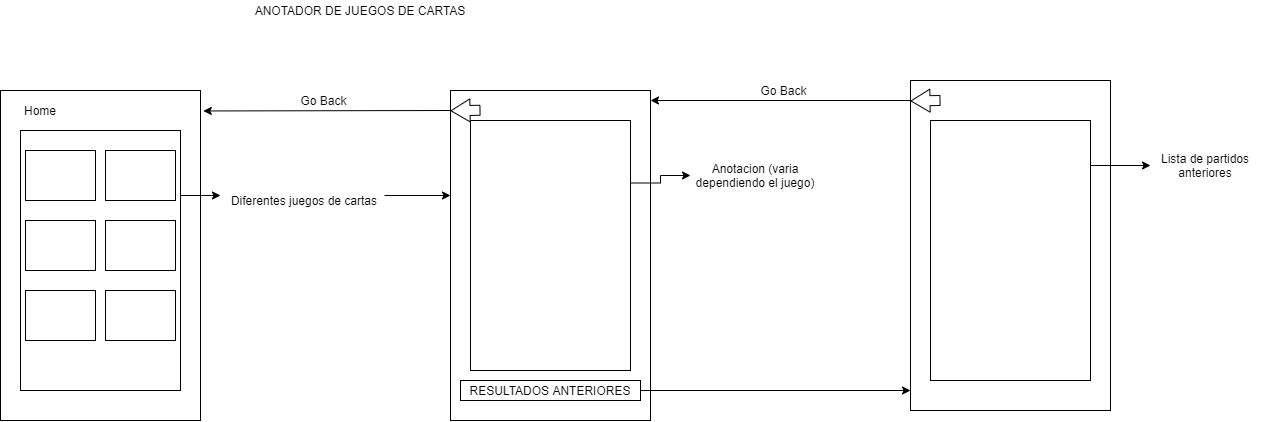 ANOTADOR DE JUEGOS DE CARTAS
Home
Go Back
Diferentes juegos de cartas
Go Back
Anotacion (varia
dependiendo el juego)
RESULTADOS ANTERIORES
Lista de partidos
anteriores